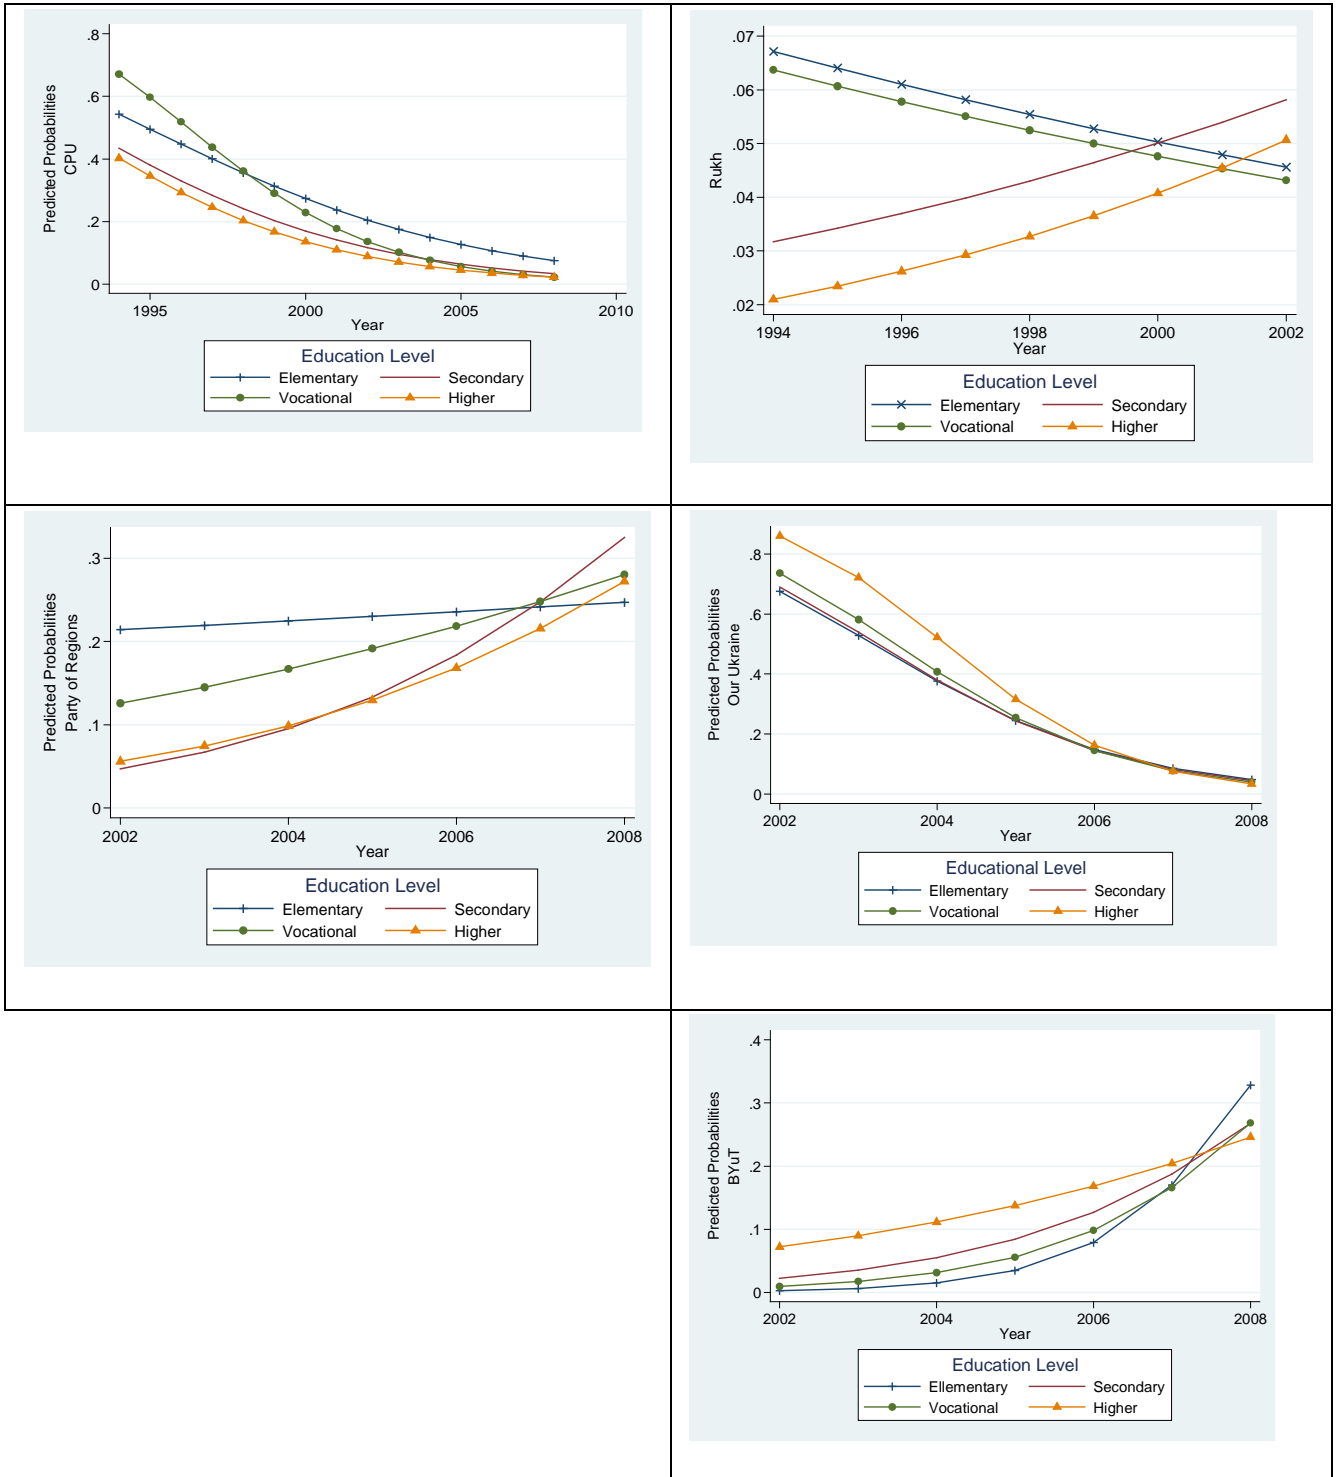 Predicted Probabilities
CPU
.8
.6
.4
.2
0
1995 2000 2005 2010
Year
Education Level
Elementary Secondary
Vocational Higher
Rukh
.07
.06
.05
.04
.03
.02
1994 1996 1998 2000 2002
Year
Education Level
Elementary Secondary
Vocational Higher
Predicted Probabilities
Party of Regions
.3
.2
.1
0
2002 2004 2006 2008
Year
Education Level
Elementary Secondary
Vocational Higher
Predicted Probabilities
Our Ukraine
.8
.6
.4
.2
0
2002 2004 2006 2008
Year
Educational Level
Ellementary Secondary
Vocational Higher
Predicted Probabilities
BYuT
.4
.3
.2
.1
0
2002 2004 2006 2008
Year
Education Level
Ellementary Secondary
Vocational Higher